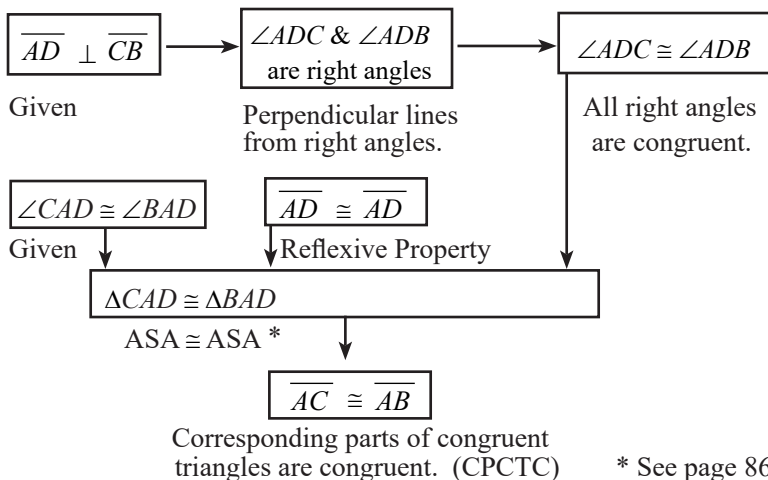 AD ⊥ CB
∠ADC & ∠ADB
are right angles
∠ADC ≅ ∠ADB
Given
Perpendicular lines
from right angles.
All right angles
are congruent.
∠CAD ≅ ∠BAD
AD ≅ AD
Given
Reflexive Property
ΔCAD ≅ ΔBAD
ASA ≅ ASA *
AC ≅ AB
Corresponding parts of congruent
triangles are congruent. (CPCTC)
* See page 86